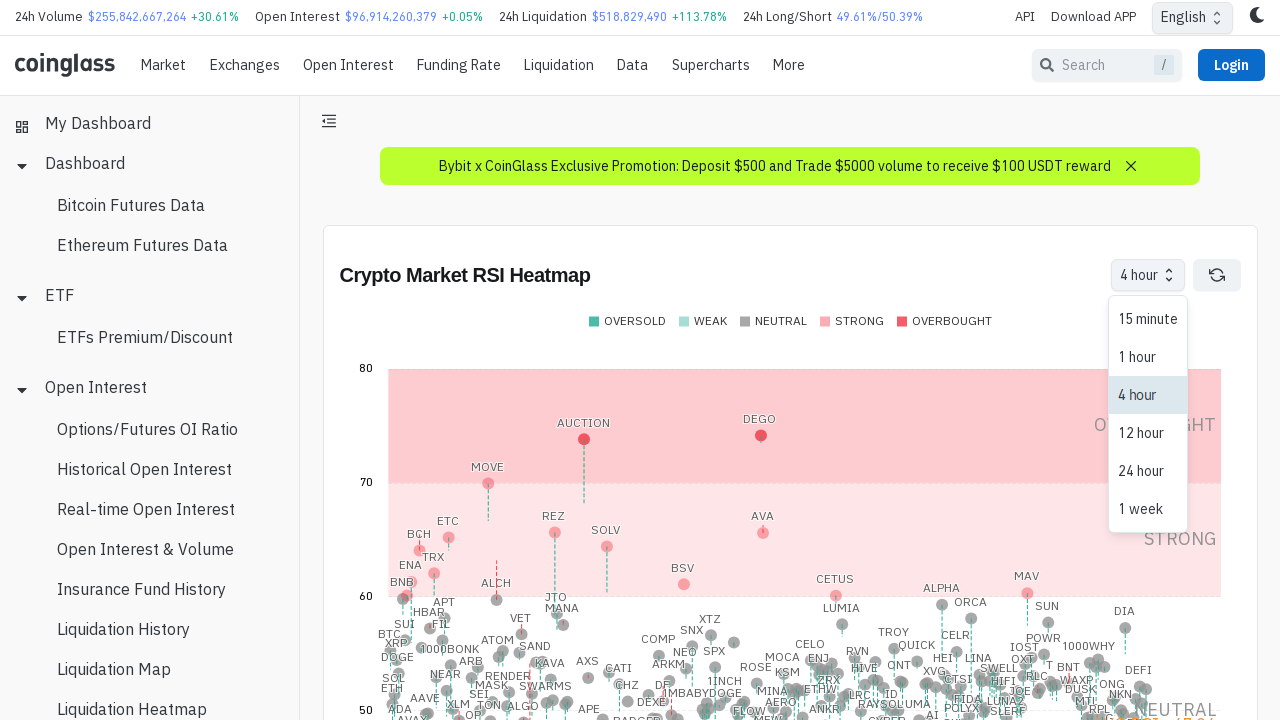 24h Volume $255,842,667,264 +30.61% Open Interest $96,914,260,379 +0.05% 24h Liquidation $518,829,490 +113.78% 24h Long/Short 49.61%/50.39% API Download APP English
coinglass Market Exchanges Open Interest Funding Rate Liquidation Data Supercharts More Search / Login
My Dashboard
Dashboard
Bitcoin Futures Data
Ethereum Futures Data
ETF
ETFs Premium/Discount
Open Interest
Options/Futures OI Ratio
Historical Open Interest
Real-time Open Interest
Open Interest & Volume
Insurance Fund History
Liquidation History
Liquidation Map
Liquidation Heatmap
Bybit x CoinGlass Exclusive Promotion: Deposit $500 and Trade $5000 volume to receive $100 USDT reward
Crypto Market RSI Heatmap
4 hour
15 minute
1 hour
4 hour
12 hour
24 hour
1 week
OVERSOLD WEAK NEUTRAL STRONG OVERBOUGHT
80
AUCTION DEGO
MOVE
70
ETC REZ AVA
BCH SOLV STRONG
TRX
ENA BSV
BNB ALCH CETUS ALPHA MAV
60
APT JTO ORCA
HBAR MANA LUMIA SUN DIA
SUI FIL VET XTZ
BTC SNX TROY CELR POWR
XRP ATOM SAND COMP CELO QUICK IOST 1000WHY
DOGE 1000BONK NEO SPX RVN
ARB KAVA AXS ARKM MOCA ENJ HEI LINA OXT T
SOL NEAR RENDER CATI ROSE KSM HIVE ONT XVG SWELL BNT DEFI
ETH MASK SWARMS CHZ 1INCH ZRX CTSI HIFI RLC
AAVE SEI DEXE 1MBABYDOGE ETHW LRC ID FIDA JOE DUSK NKN
ADA XLM TON ALGO APE AERO ANKR POLYX LUNA2 MTL NEUTRAL
50 AVAX OP FLOW AI SLERF RPL